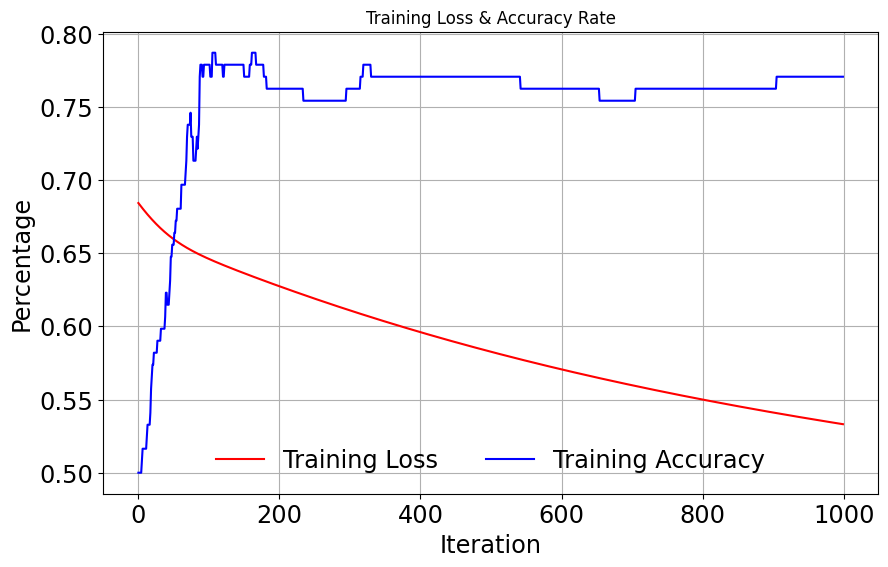 Training Loss & Accuracy Rate
0.80
0.75
0.70
0.65
0.60
0.55
0.50
Percentage
Training Loss
Training Accuracy
0
200
400
600
800
1000
Iteration